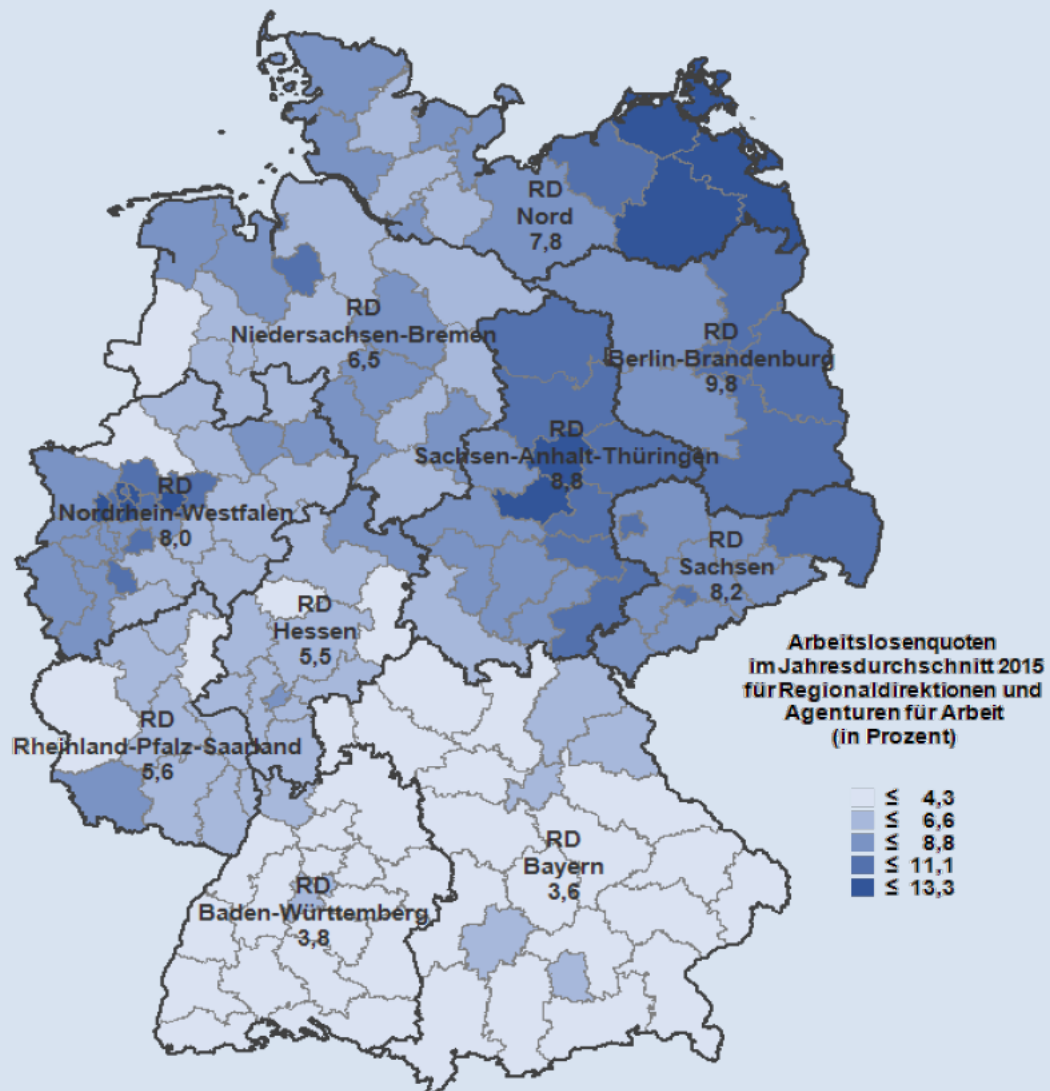 RD
Nord
7,8
RD
Niedersachsen-Bremen
6,5
RD
Berlin-Brandenburg
9,8
RD
Sachsen-Anhalt-Thüringen
8,8
RD
Nordrhein-Westfalen
8,0
RD
Sachsen
8,2
RD
Hessen
5,5
RD
Rheinland-Pfalz-Saarland
5,6
RD
Bayern
3,6
RD
Baden-Württemberg
3,8
Arbeitslosenquoten
im Jahresdurchschnitt 2015
für Regionaldirektionen und
Agenturen für Arbeit
(in Prozent)
≤ 4,3
≤ 6,6
≤ 8,8
≤ 11,1
≤ 13,3